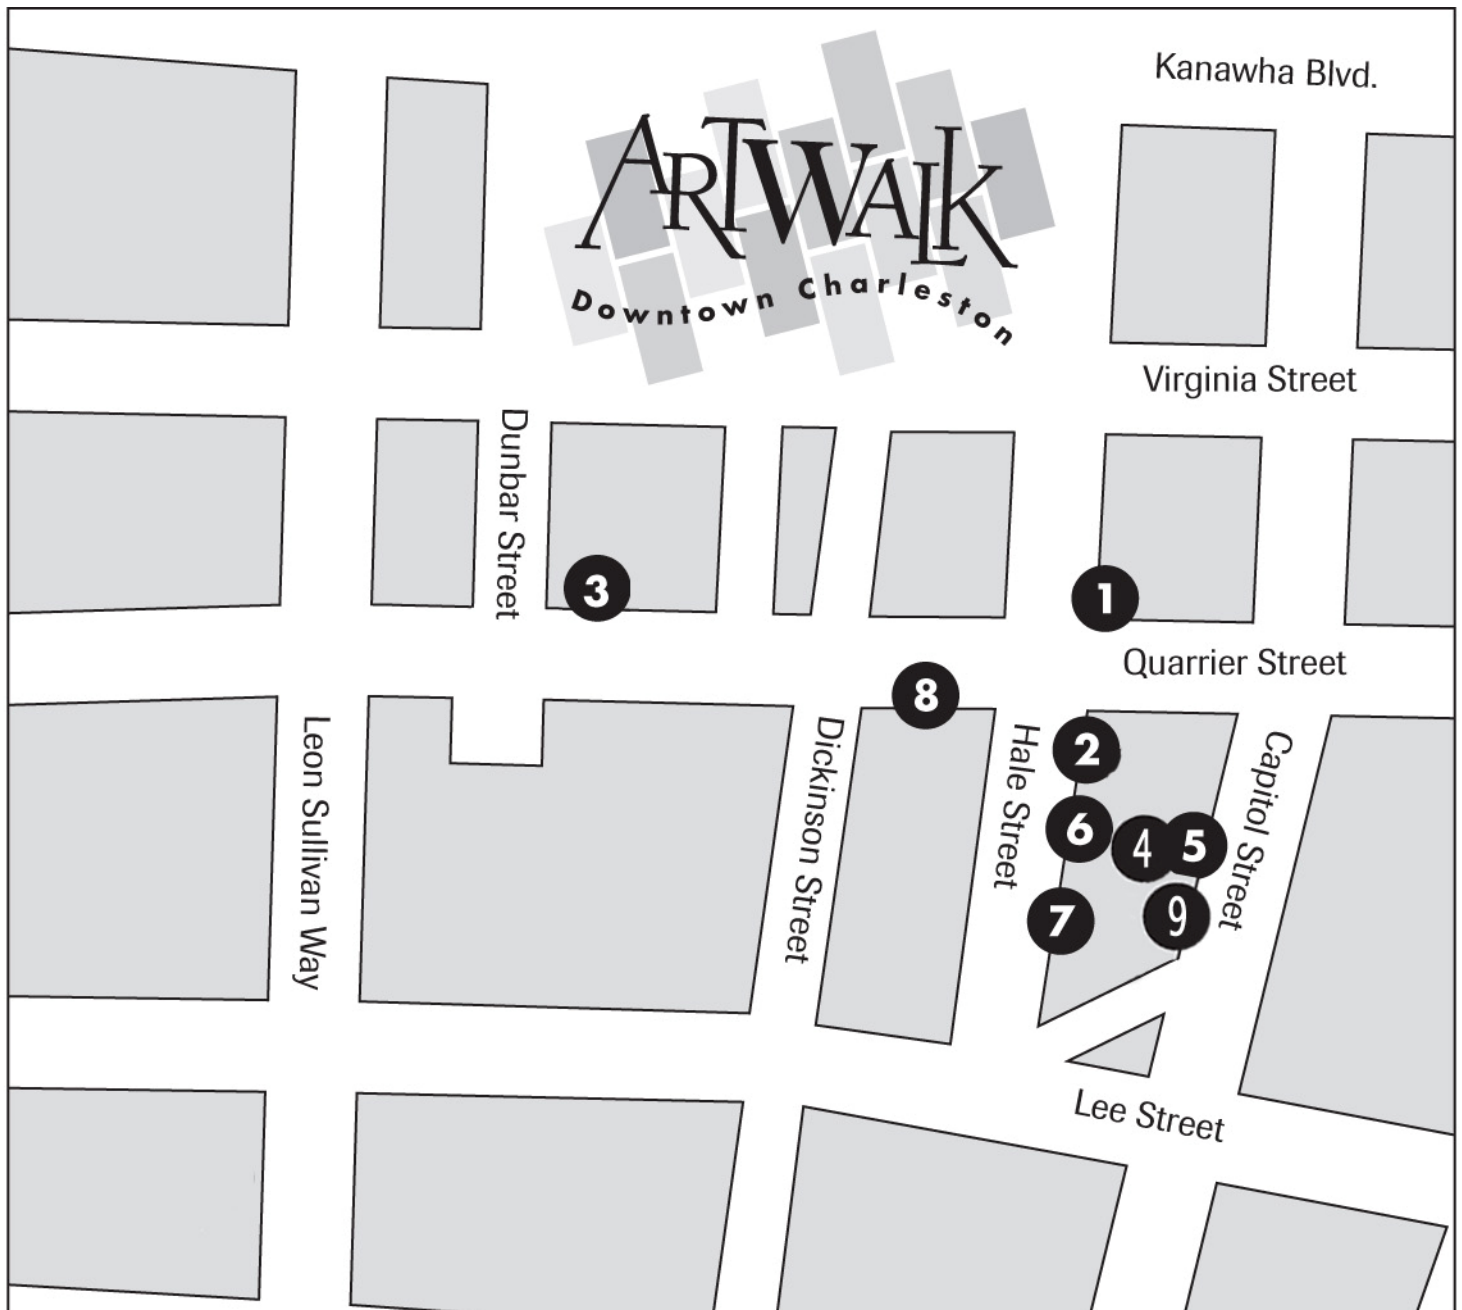 Kanawha Blvd.
ARTWALK
Downtown Charleston
Virginia Street
Dunbar Street
3
1
Quarrier Street
8
Leon Sullivan Way
Dickinson Street
Hale Street
2
Capitol Street
6
4
5
7
9
Lee Street